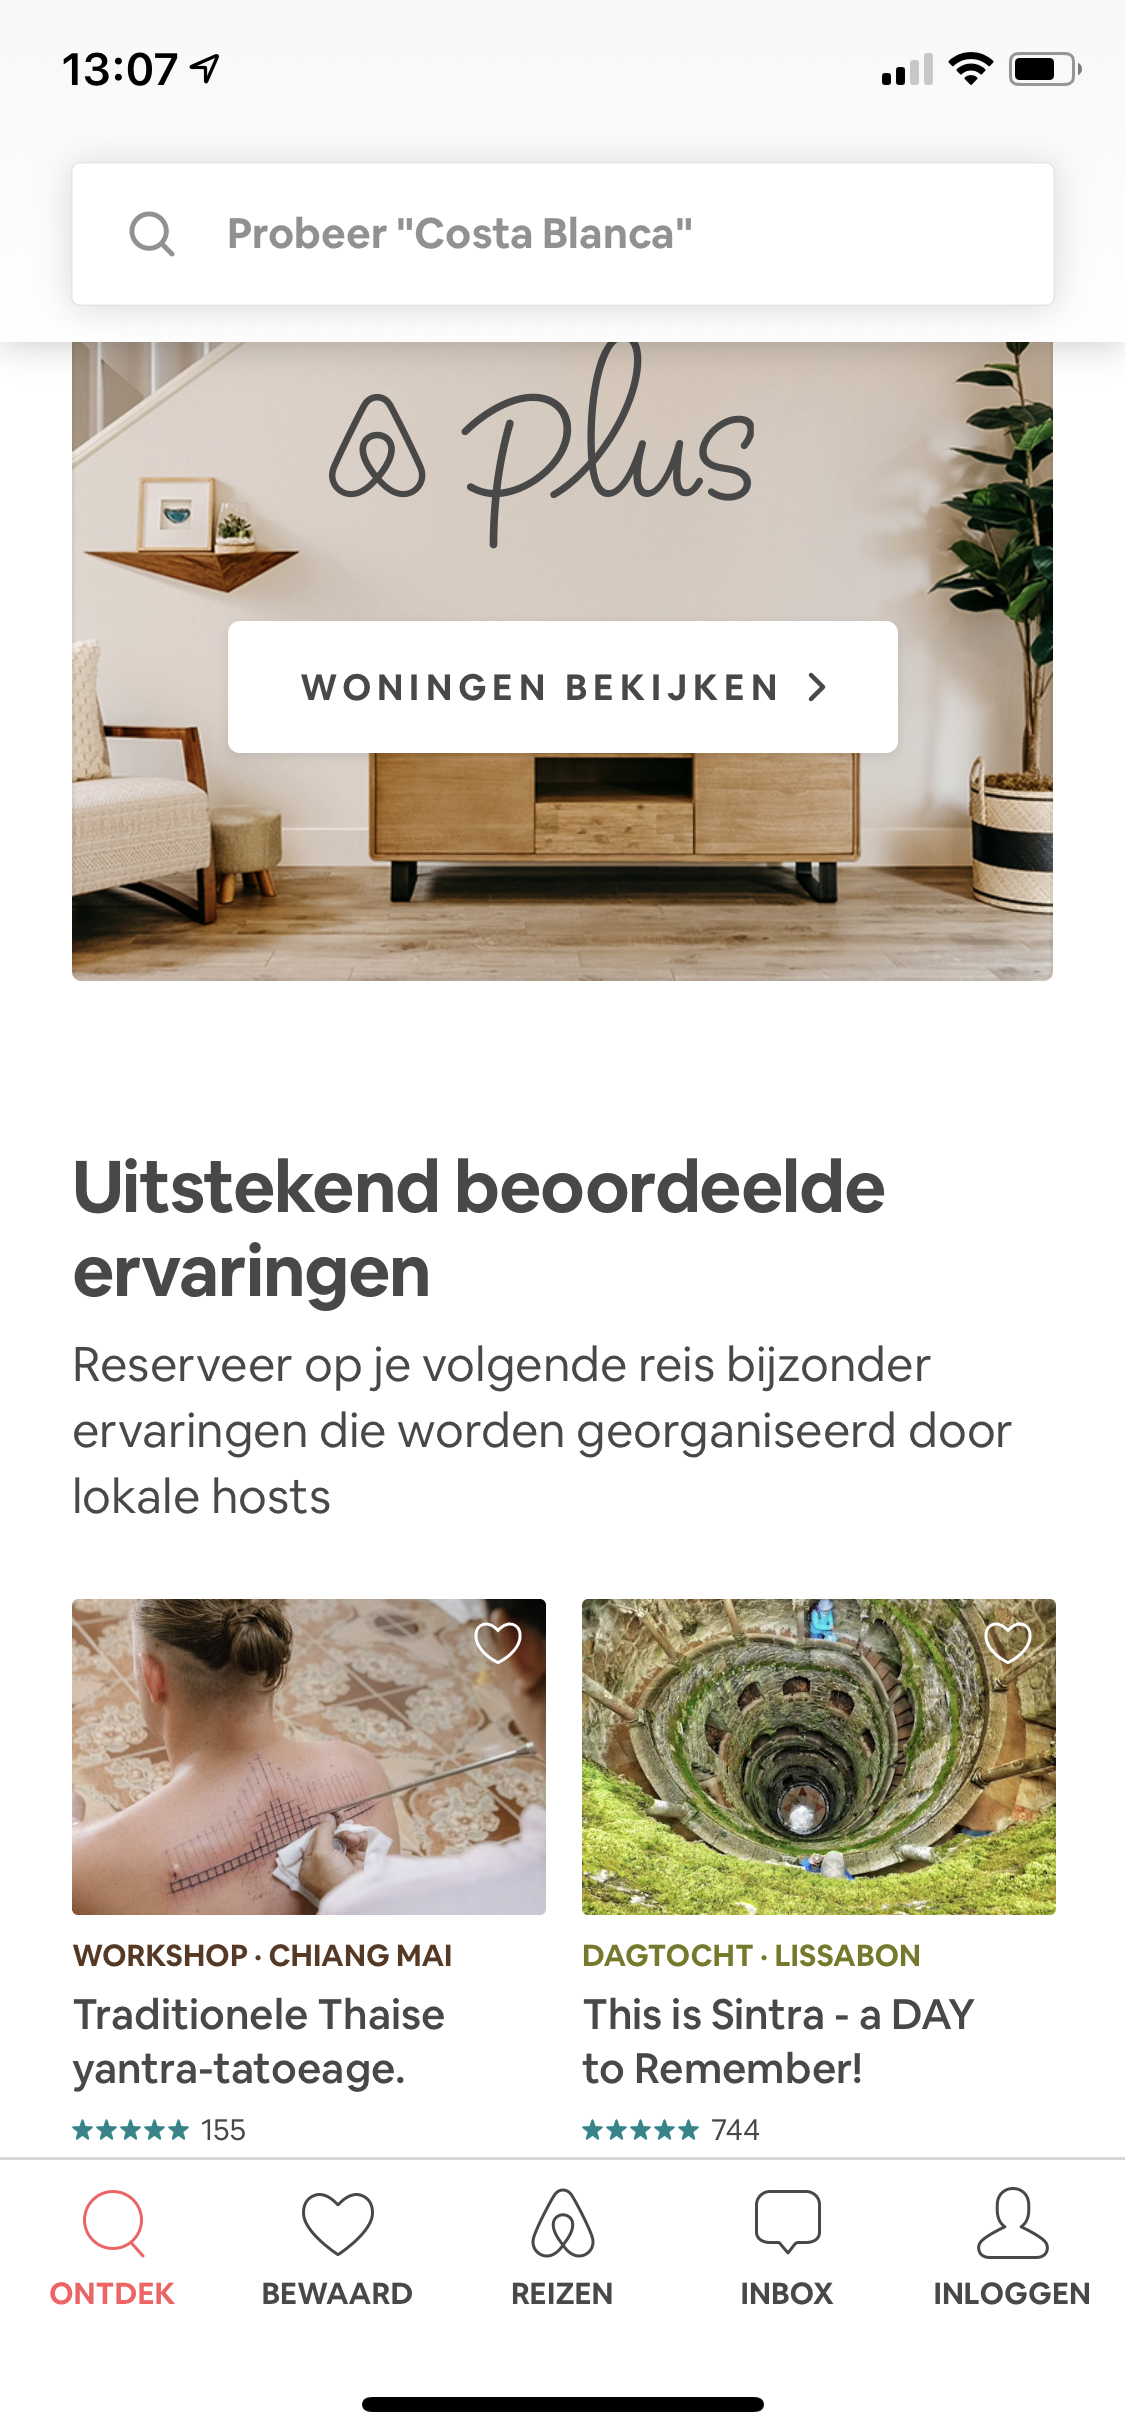 13:07
Probeer "Costa Blanca"
plus
WONINGEN BEKIJKEN
Uitstekend beoordeelde
ervaringen
Reserveer op je volgende reis bijzonder
ervaringen die worden georganiseerd door
lokale hosts
WORKSHOP · CHIANG MAI
Traditionele Thaise
yantra-tatoeage.
155
DAGTOCHT · LISSABON
This is Sintra - a DAY
to Remember!
744
ONTDEK
BEWAARD
REIZEN
INBOX
INLOGGEN